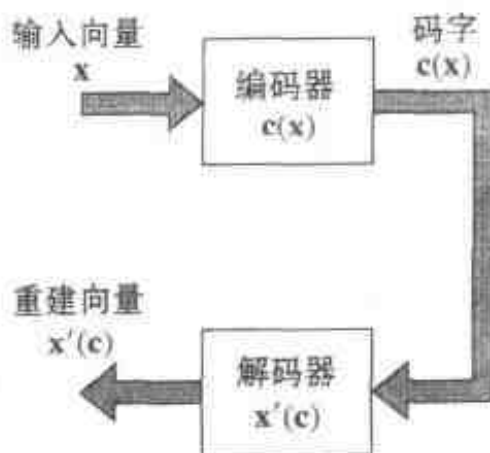 输入向量
x
编码器
c(x)
码字
c(x)
重建向量
x′(c)
解码器
x′(c)